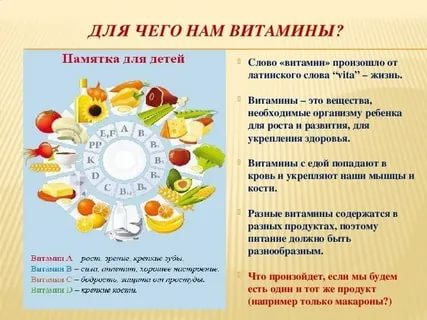 ДЛЯ ЧЕГО НАМ ВИТАМИНЫ?
Памятка для детей
E,F A B₁
PP
K
D C
Витамин А – рост, зрение, крепкие зубы.
Витамин В – сила, аппетит, хорошее настроение.
Витамин С – бодрость, защита от простуды.
Витамин D – крепкие кости.
Слово «витамин» произошло от
латинского слова “vita” – жизнь.
Витамины – это вещества,
необходимые организму ребенка
для роста и развития, для
укрепления здоровья.
Витамины с едой попадают в
кровь и укрепляют наши мышцы и
кости.
Разные витамины содержатся в
разных продуктах, поэтому
питание должно быть
разнообразным.
Что произойдет, если мы будем
есть один и тот же продукт
(например только макароны?)